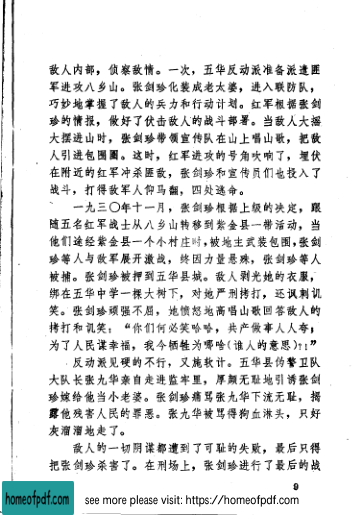 敌人内部，侦察敌情。一次，五华反动派准备派遣匪
军进攻八乡山。张剑珍化装成老太婆，进入联防队，
巧妙地掌握了敌人的兵力和行动计划。红军根据张剑
珍的情报，做好了伏击敌人的战斗部署。当敌人大摇
大摆进山时，张剑珍带领宣传队在山上唱山歌，把敌
人引进包围圈。这时，红军进攻的号角吹响了，埋伏
在附近的红军冲杀匪敌，张剑珍和宣传员们也投入了
战斗，打得敌军人仰马翻，四处逃命。
一九三〇年十一月，张剑珍根据上级的决定，跟
随五名红军战士从八乡山转移到紫金县一带活动，当
他们途经紫金县一个小村庄时，被地主武装包围，张剑
珍等人与敌军展开激战，终因力量悬殊，张剑珍等人
被捕。张剑珍被押到五华县城。敌人剥光她的衣服，
绑在五华中学一棵大树下，对她严刑拷打，还讽刺讥
笑。张剑珍顽强不屈，她愤怒地高唱山歌回答敌人的
拷打和讥笑：“你们何必笑哈哈，共产做事人人夸；
为了人民谋幸福，我今牺牲为哪哈(谁人的意思)？！”
反动派见硬的不行，又施软计。五华县伪警卫队
大队长张九华亲自走进监牢里，厚颜无耻地引诱张剑
珍嫁给他当小老婆。张剑珍痛骂张九华下流无耻，揭
露他残害人民的罪恶。张九华被骂得狗血淋头，只好
灰溜溜地走了。
敌人的一切阴谋都遭到了可耻的失败，最后只得
把张剑珍杀害了。在刑场上，张剑珍进行了最后的战
9
homeofpdf.com
see more please visit: https://homeofpdf.com